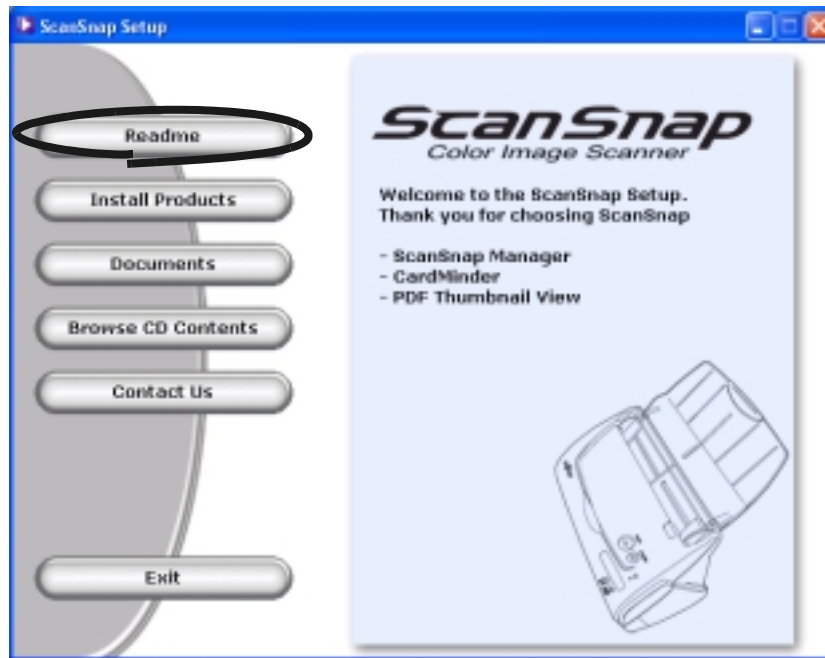 ScanSnap Setup
Readme
Install Products
Documents
Browse CD Contents
Contact Us
Exit
ScanSnap
Color Image Scanner
Welcome to the ScanSnap Setup.
Thank you for choosing ScanSnap
- ScanSnap Manager
- CardMinder
- PDF Thumbnail View